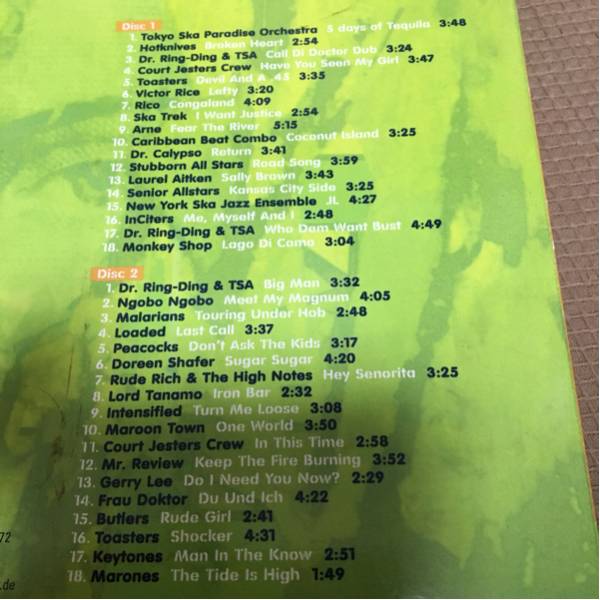 Disc 1
1. Tokyo Ska Paradise Orchestra 5 days of Tequila 3:48
2. Hotknives Broken Heart 2:54
3. Dr. Ring-Ding & TSA Call Di Doctor Dub 3:24
4. Court Jesters Crew Have You Seen My Girl 3:47
5. Toasters Devil And A .45 3:35
6. Victor Rice Lefty 3:20
7. Rico Congaland 4:09
8. Ska Trek I Want Justice 2:54
9. Arne Fear The River 5:15
10. Caribbean Beat Combo Coconut Island 3:25
11. Dr. Calypso Return 3:41
12. Stubborn All Stars Road Song 3:59
13. Laurel Aitken Sally Brown 3:43
14. Senior Allstars Kansas City Side 3:25
15. New York Ska Jazz Ensemble JL 4:27
16. InCiters Me, Myself And I 2:48
17. Dr. Ring-Ding & TSA Who Dem Want Bust 4:49
18. Monkey Shop Lago Di Como 3:04
Disc 2
1. Dr. Ring-Ding & TSA Big Man 3:32
2. Ngobo Ngobo Meet My Magnum 4:05
3. Malarians Touring Under Hob 2:48
4. Loaded Last Call 3:37
5. Peacocks Don't Ask The Kids 3:17
6. Doreen Shafer Sugar Sugar 4:20
7. Rude Rich & The High Notes Hey Senorita 3:25
8. Lord Tanamo Iron Bar 2:32
9. Intensified Turn Me Loose 3:08
10. Maroon Town One World 3:50
11. Court Jesters Crew In This Time 2:58
12. Mr. Review Keep The Fire Burning 3:52
13. Gerry Lee Do I Need You Now? 2:29
14. Frau Doktor Du Und Ich 4:22
15. Butlers Rude Girl 2:41
16. Toasters Shocker 4:31
17. Keytones Man In The Know 2:51
18. Marones The Tide Is High 1:49
72
.de